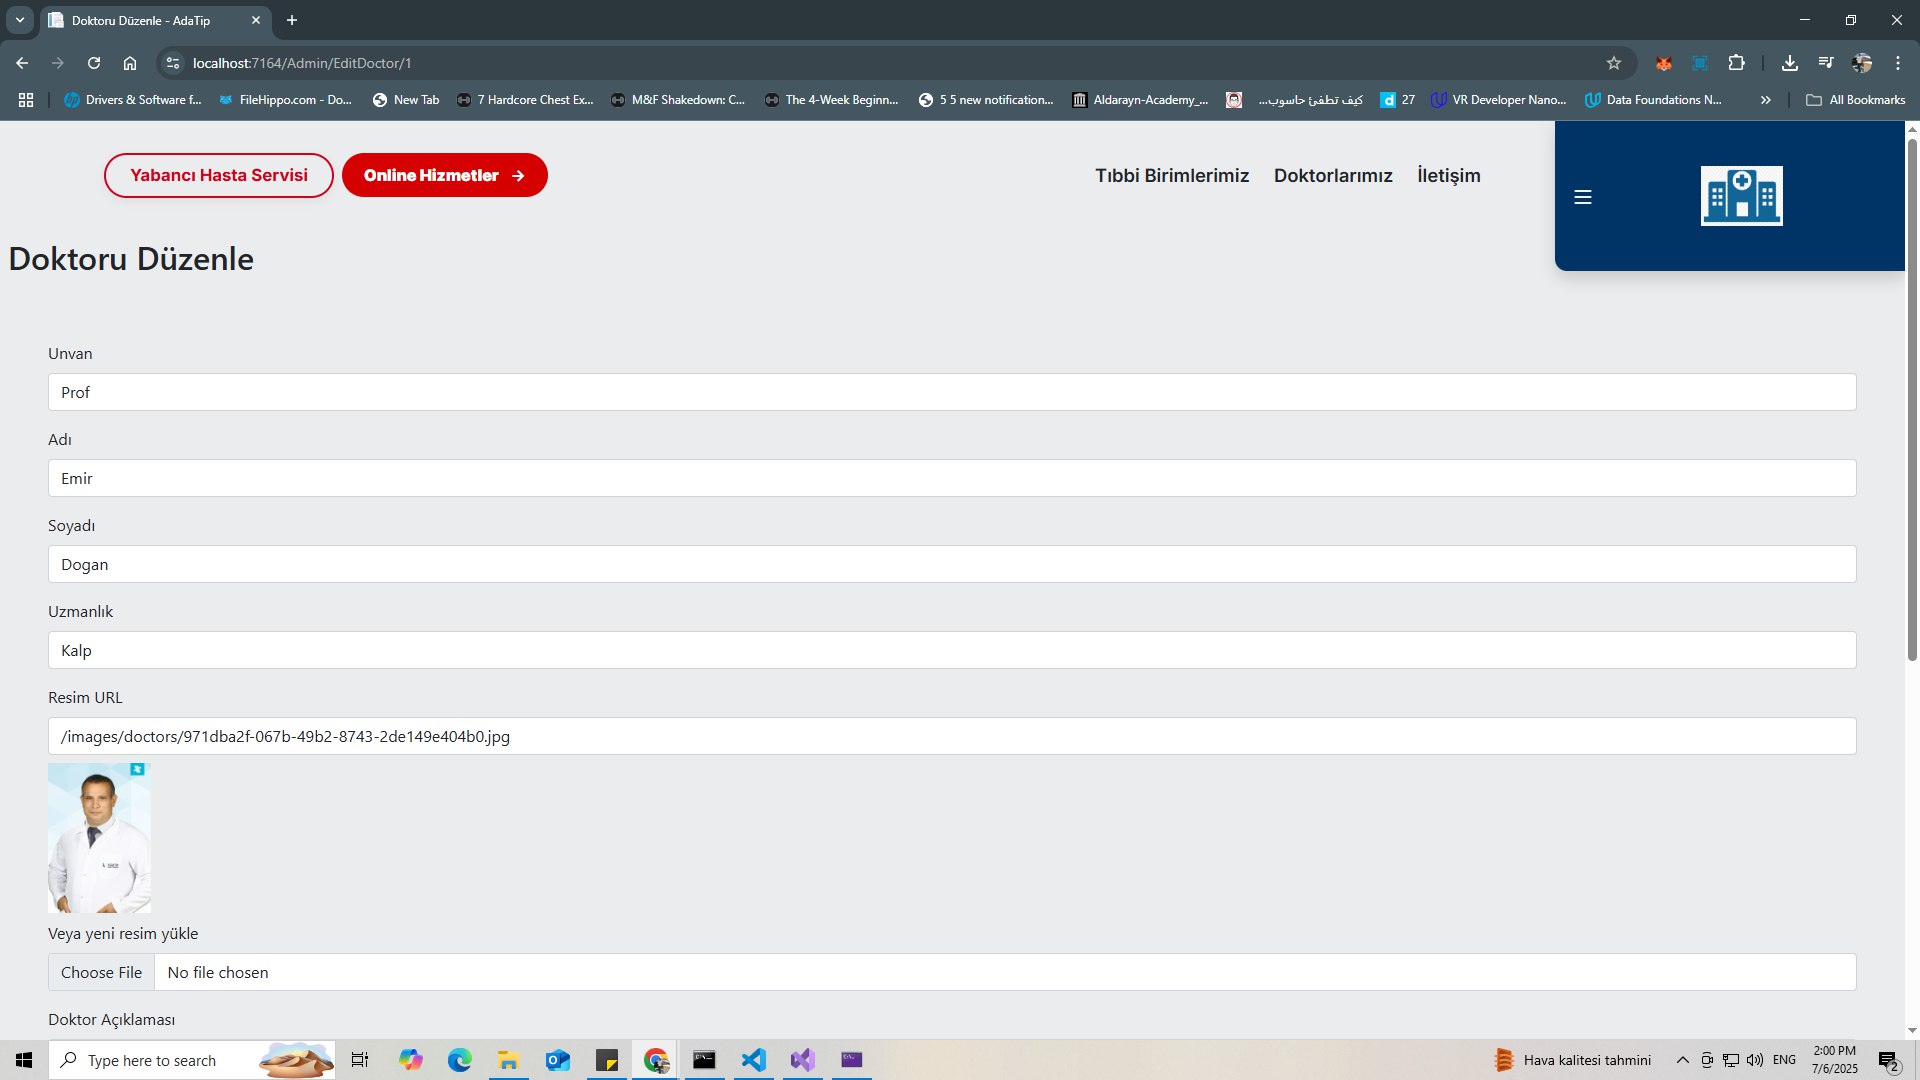 Doktoru Düzenle - AdaTip
localhost:7164/Admin/EditDoctor/1
Drivers & Software f...
FileHippo.com - Do...
New Tab
7 Hardcore Chest Ex...
M&F Shakedown: C...
The 4-Week Beginn...
5 5 new notification...
Aldarayn-Academy_...
كيف تطفئ حاسوب...
27
VR Developer Nano...
Data Foundations N...
All Bookmarks
Yabancı Hasta Servisi
Online Hizmetler
Tıbbi Birimlerimiz
Doktorlarımız
İletişim
Doktoru Düzenle
Unvan
Prof
Adı
Emir
Soyadı
Dogan
Uzmanlık
Kalp
Resim URL
/images/doctors/971dba2f-067b-49b2-8743-2de149e404b0.jpg
Veya yeni resim yükle
Choose File No file chosen
Doktor Açıklaması
Type here to search
Hava kalitesi tahmini
ENG
2:00 PM
7/6/2025
2